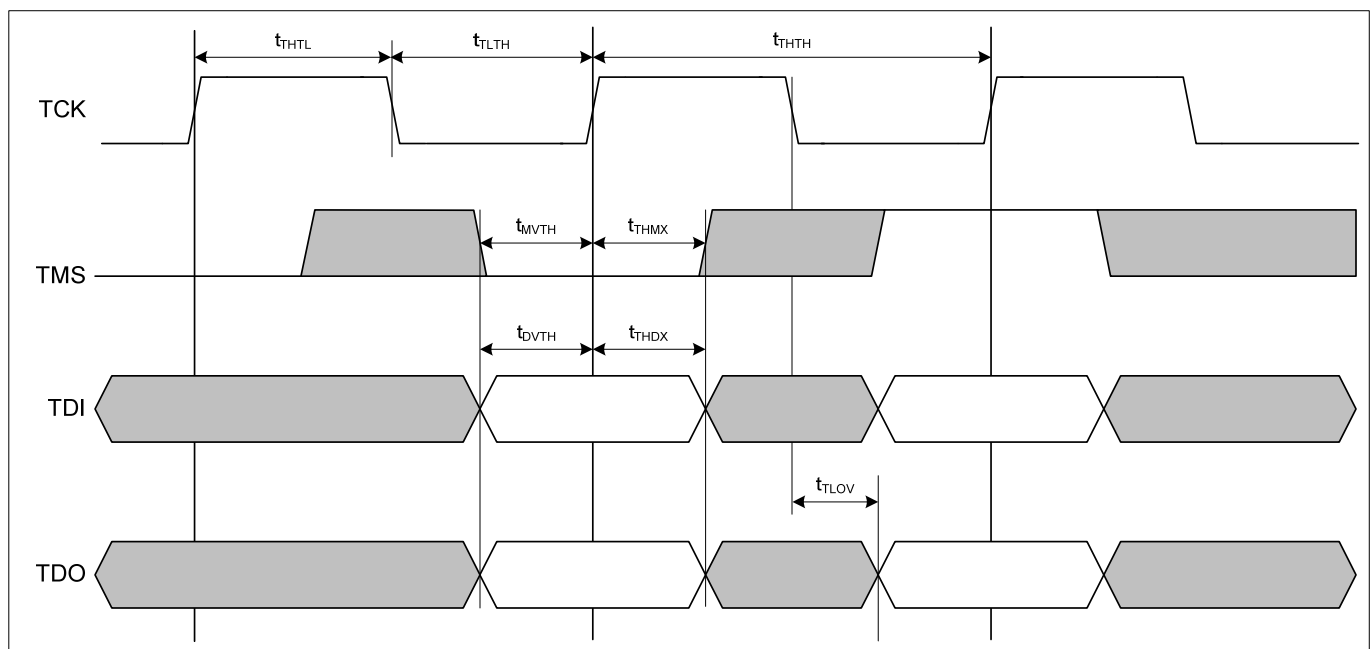 tTHTL tTLTH tTHTH
TCK
tMVTH tTHMX
TMS
tDVTH tTHDX
TDI
tTLOV
TDO